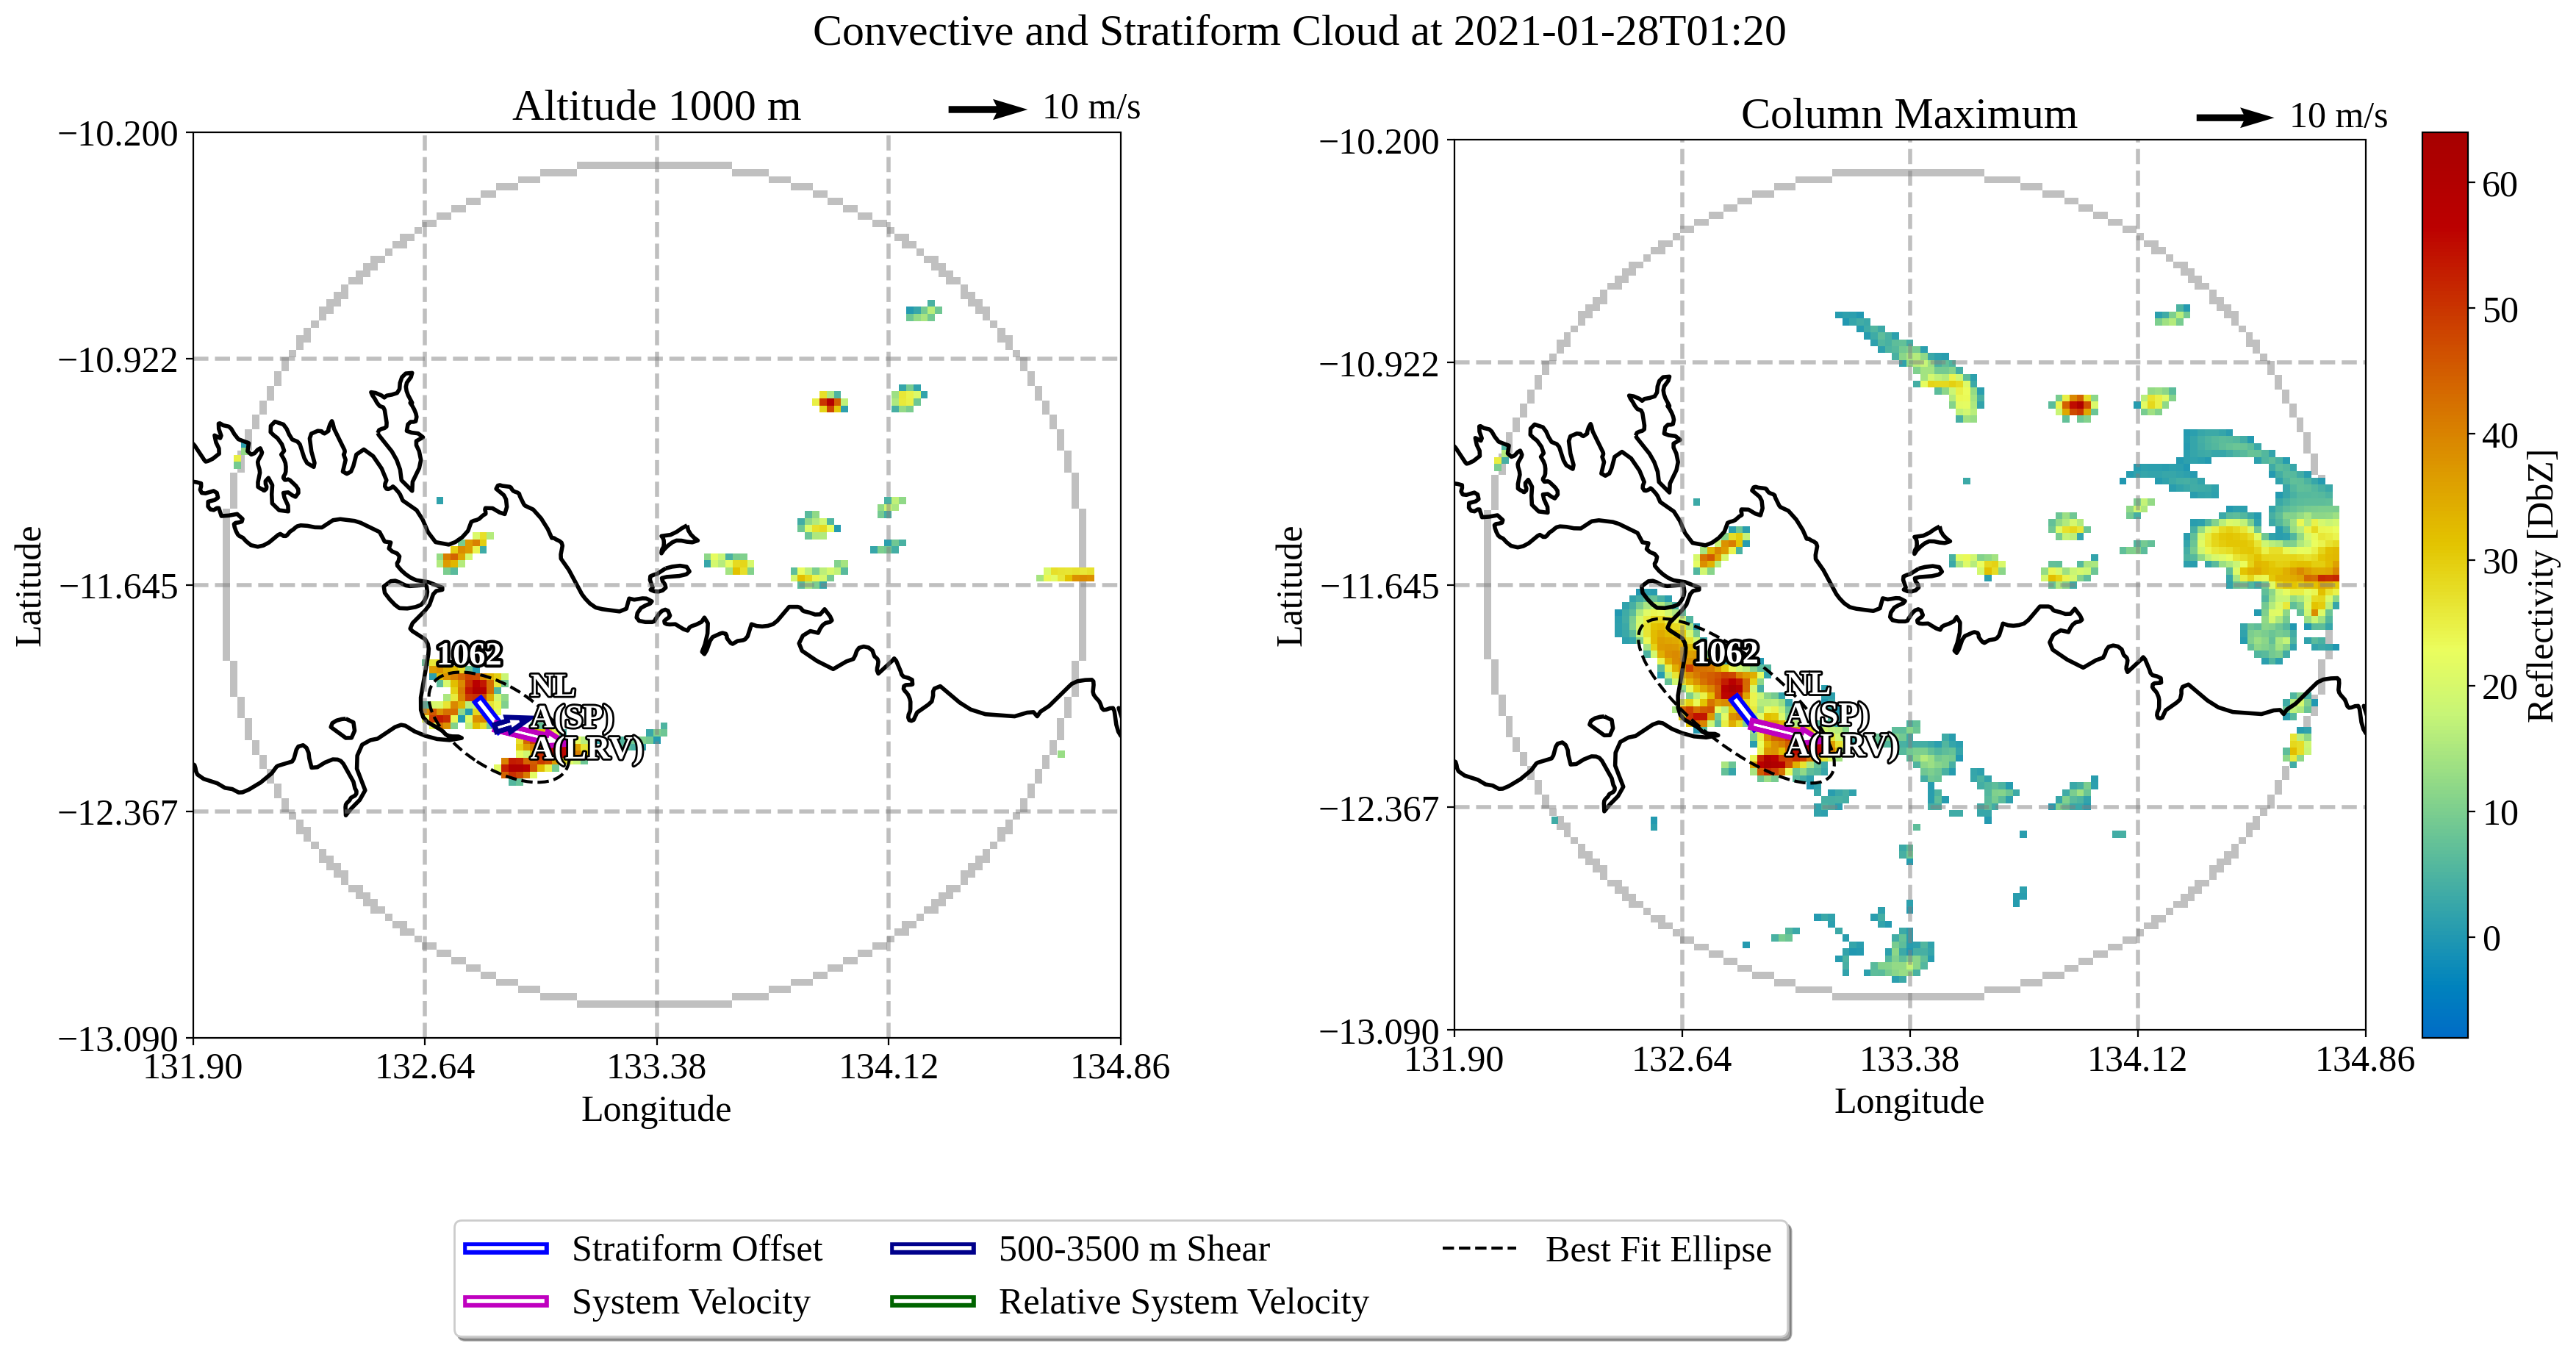 Convective and Stratiform Cloud at 2021-01-28T01:20
Altitude 1000 m
10 m/s
−10.200
−10.922
−11.645
−12.367
−13.090
Latitude
131.90
132.64
133.38
134.12
134.86
Longitude
1062
NL
A(SP)
A(LRV)
Column Maximum
10 m/s
−10.200
−10.922
−11.645
−12.367
−13.090
Latitude
131.90
132.64
133.38
134.12
134.86
Longitude
1062
NL
A(SP)
A(LRV)
60
50
40
30
20
10
0
Reflectivity [DbZ]
Stratiform Offset
System Velocity
500-3500 m Shear
Relative System Velocity
Best Fit Ellipse